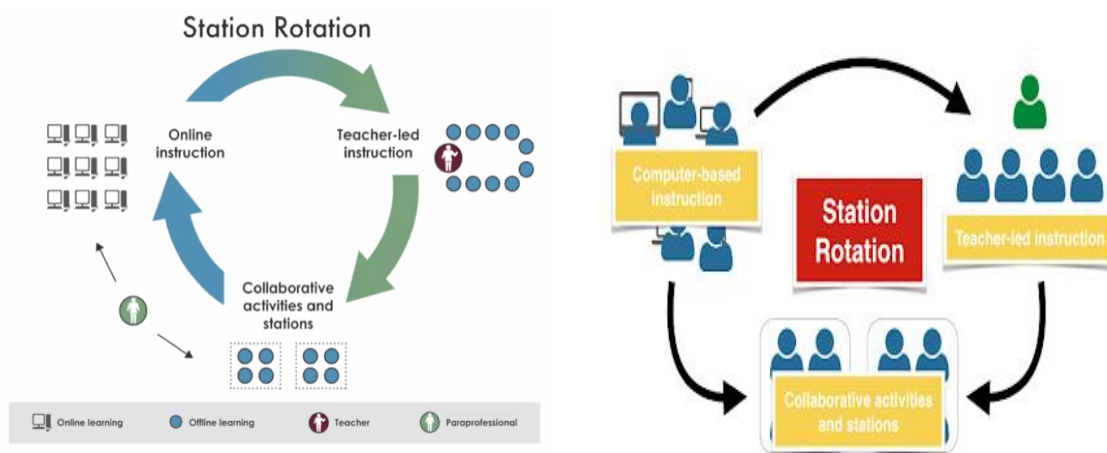 Station Rotation
Online
instruction
Teacher-led
instruction
Collaborative
activities and
stations
Online learning
Offline learning
Teacher
Paraprofessional
Computer-based
instruction
Station
Rotation
Teacher-led instruction
Collaborative activities
and stations